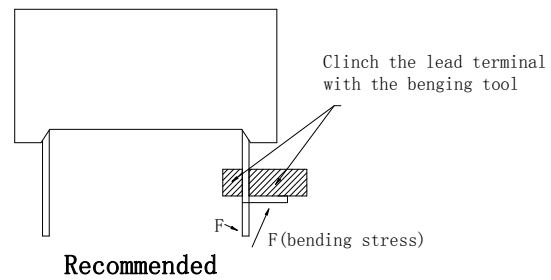 Clinch the lead terminal
with the benging tool
F
F(bending stress)
Recommended